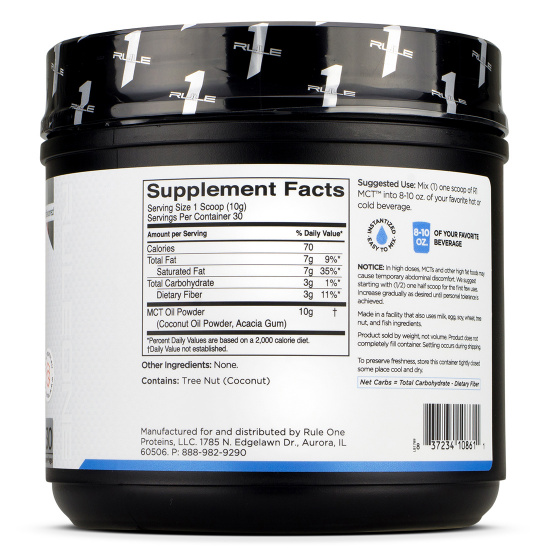 RULE 1
RULE 1
RULE 1
RULE
RULE
RULE
Supplement Facts
Serving Size 1 Scoop (10g)
Servings Per Container 30
Amount per Serving % Daily Value*
Calories 70
Total Fat 7g 9%*
Saturated Fat 7g 35%*
Total Carbohydrate 3g 1%*
Dietary Fiber 3g 11%*
MCT Oil Powder 10g †
(Coconut Oil Powder, Acacia Gum)
*Percent Daily Values are based on a 2,000 calorie diet.
†Daily Value not established.
Other Ingredients: None.
Contains: Tree Nut (Coconut)
Manufactured for and distributed by Rule One
Proteins, LLC. 1785 N. Edgelawn Dr., Aurora, IL
60506. P: 888-982-9290
Suggested Use: Mix (1) one scoop of R1
MCT™ into 8-10 oz. of your favorite hot or
cold beverage.
INSTANTIZED
EASY TO MIX
8-10
OZ.
OF YOUR FAVORITE
BEVERAGE
NOTICE: In high doses, MCTs and other high fat foods may
cause temporary abdominal discomfort. We suggest
starting with (1/2) one half scoop for the first few uses.
Increase gradually as desired until personal tolerance is
achieved.
Made in a facility that also uses milk, egg, soy, wheat, tree
nut, and fish ingredients.
Product sold by weight, not volume. Product does not
completely fill container. Settling occurs during shipping.
To preserve freshness, store this container tightly closed
some place cool and dry.
Net Carbs = Total Carbohydrate - Dietary Fiber
8 37234 10861 1